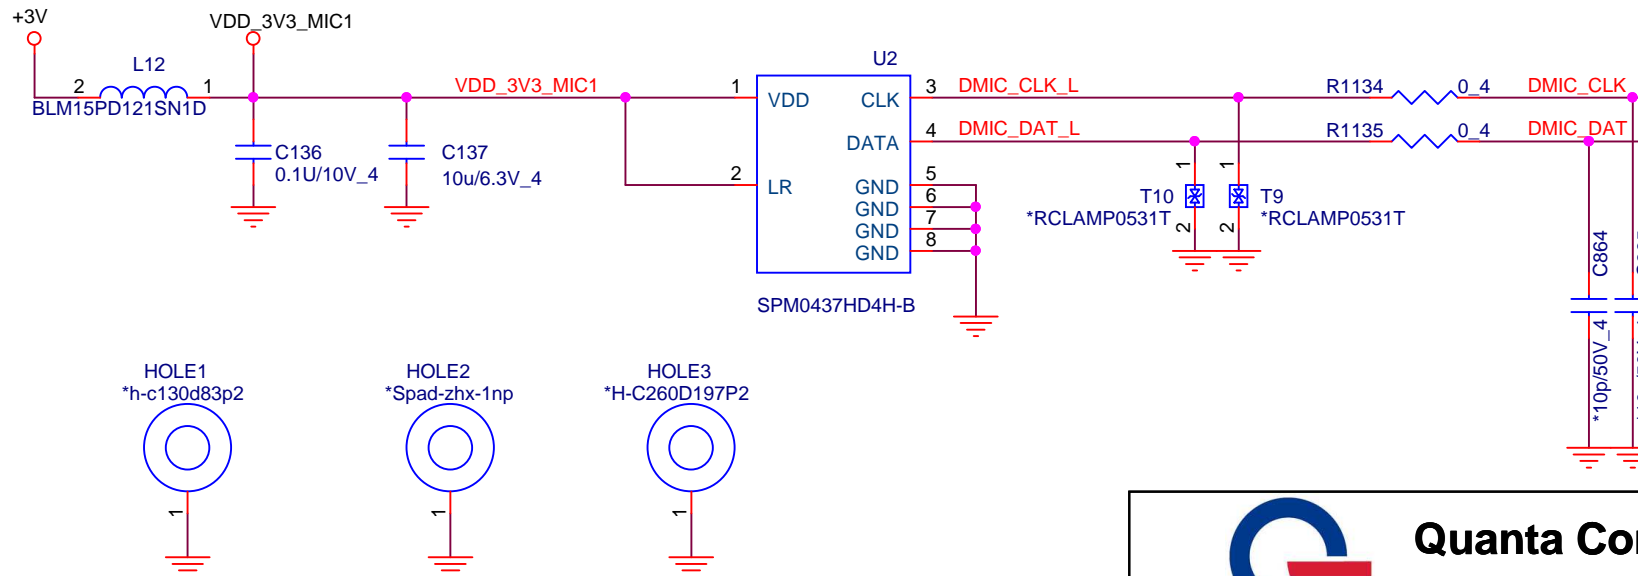 +3V
VDD_3V3_MIC1
L12
2 1
BLM15PD121SN1D
VDD_3V3_MIC1
C136
0.1U/10V_4
C137
10u/6.3V_4
U2
1 VDD
2 LR
CLK 3
DATA 4
GND 5
GND 6
GND 7
GND 8
SPM0437HD4H-B
DMIC_CLK_L
DMIC_DAT_L
R1134 0_4 DMIC_CLK
R1135 0_4 DMIC_DAT
1 1
T10 T9
*RCLAMP0531T *RCLAMP0531T
2 2
C864
*10p/50V_4
HOLE1
*h-c130d83p2
1
HOLE2
*Spad-zhx-1np
1
HOLE3
*H-C260D197P2
1
Quanta